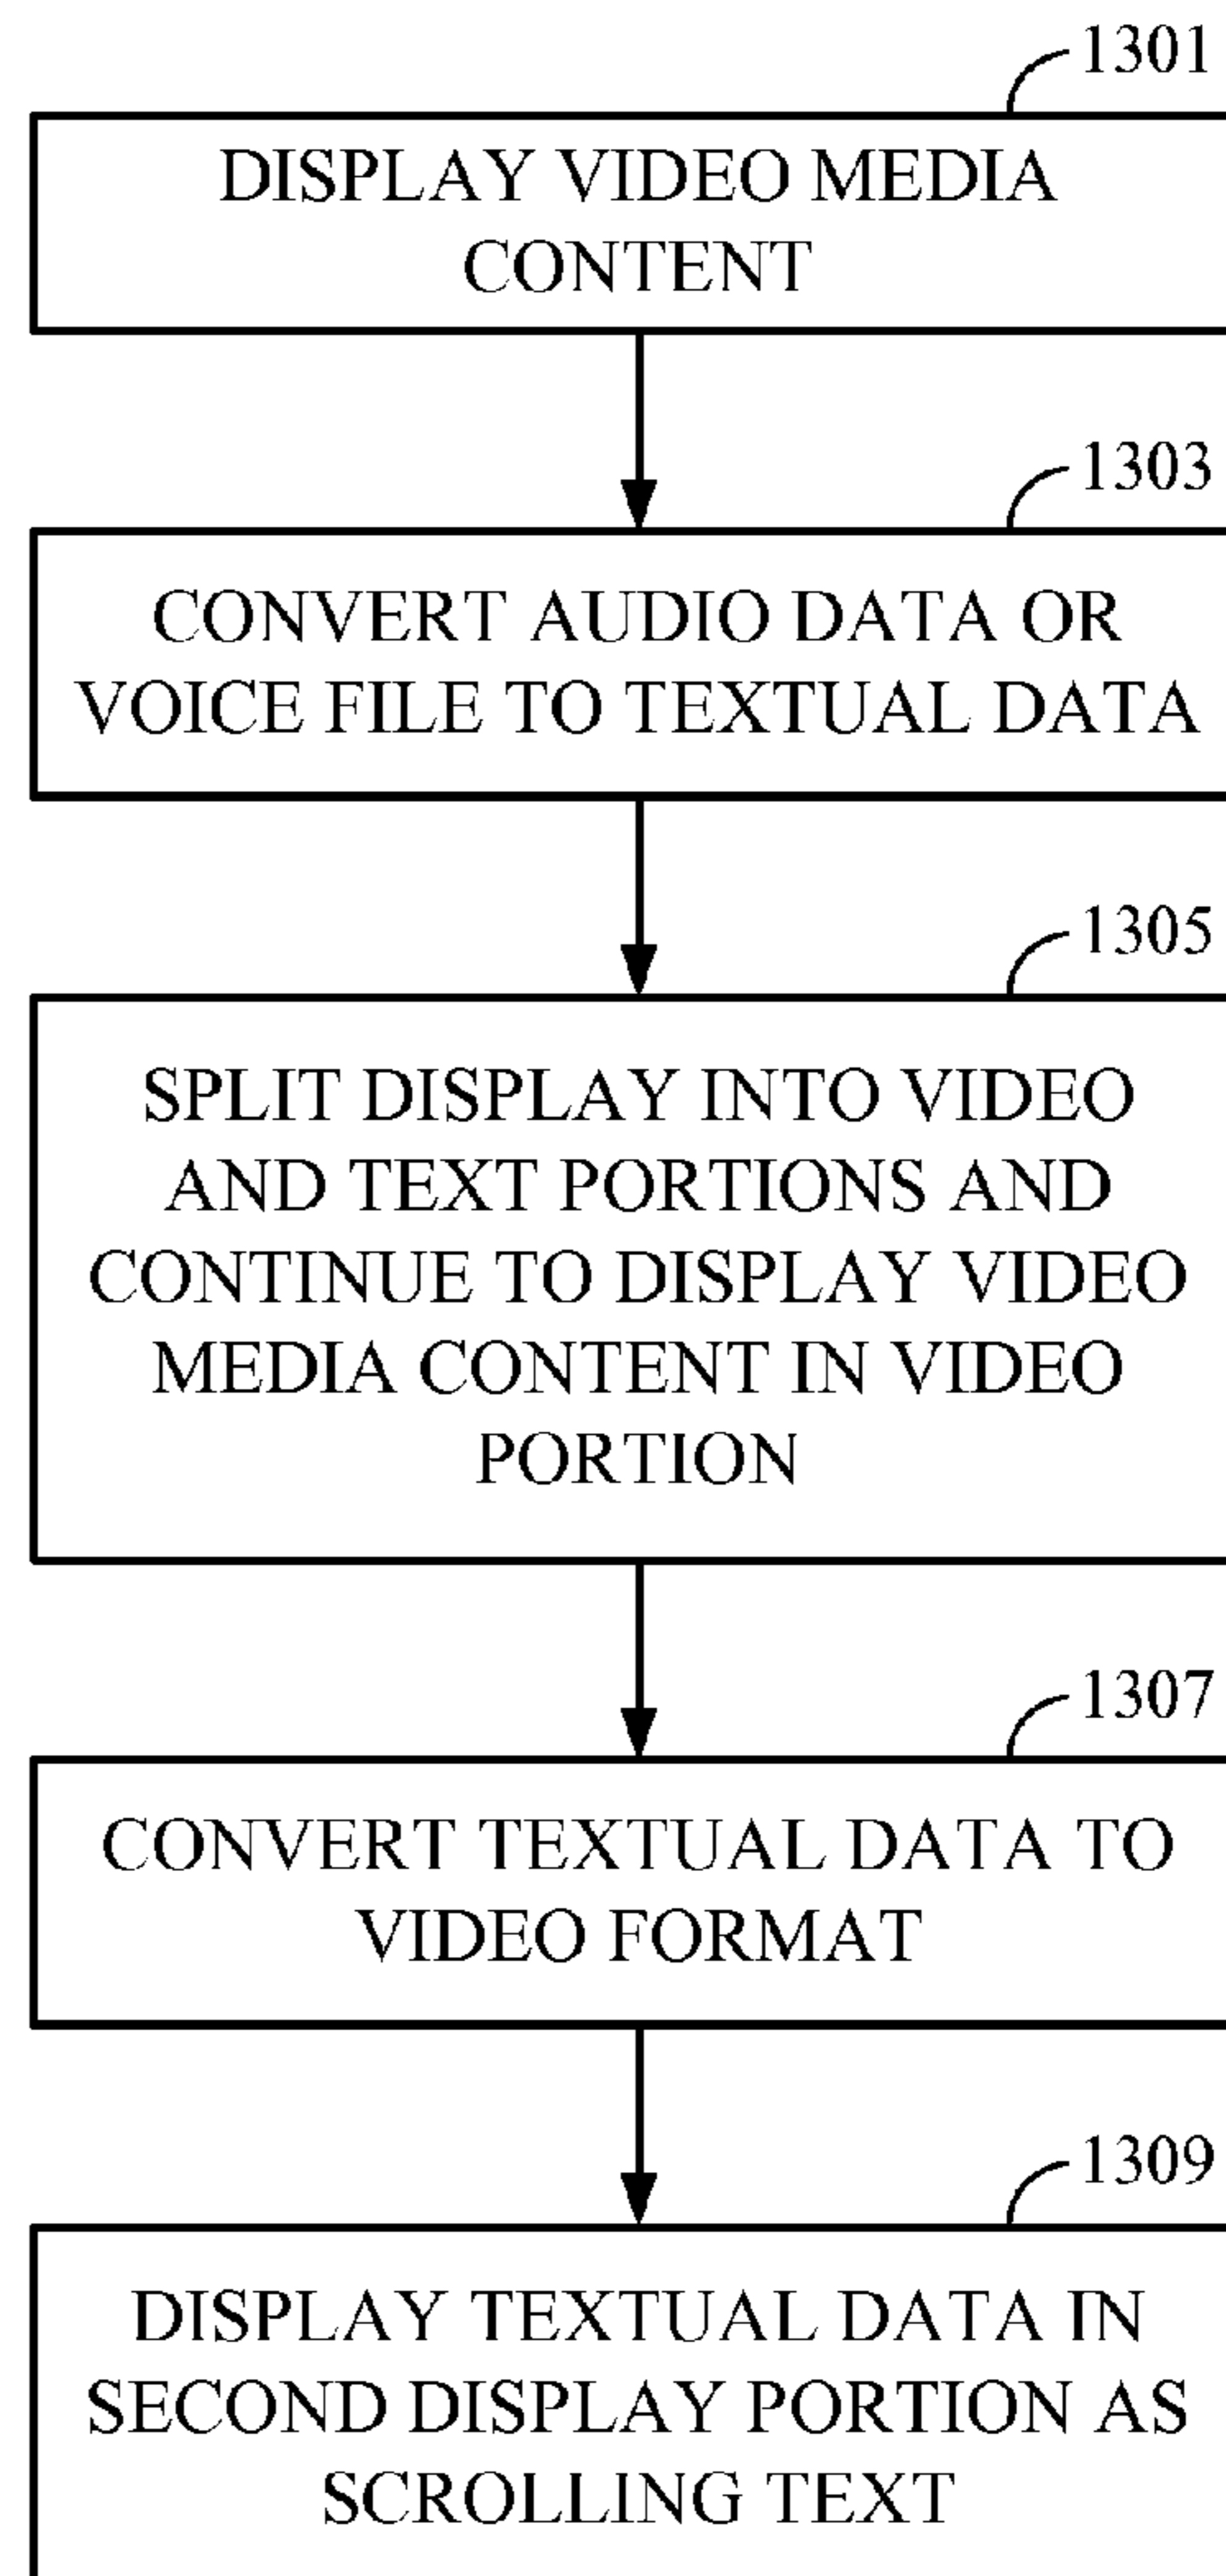 1301
DISPLAY VIDEO MEDIA
CONTENT
1303
CONVERT AUDIO DATA OR
VOICE FILE TO TEXTUAL DATA
1305
SPLIT DISPLAY INTO VIDEO
AND TEXT PORTIONS AND
CONTINUE TO DISPLAY VIDEO
MEDIA CONTENT IN VIDEO
PORTION
1307
CONVERT TEXTUAL DATA TO
VIDEO FORMAT
1309
DISPLAY TEXTUAL DATA IN
SECOND DISPLAY PORTION AS
SCROLLING TEXT